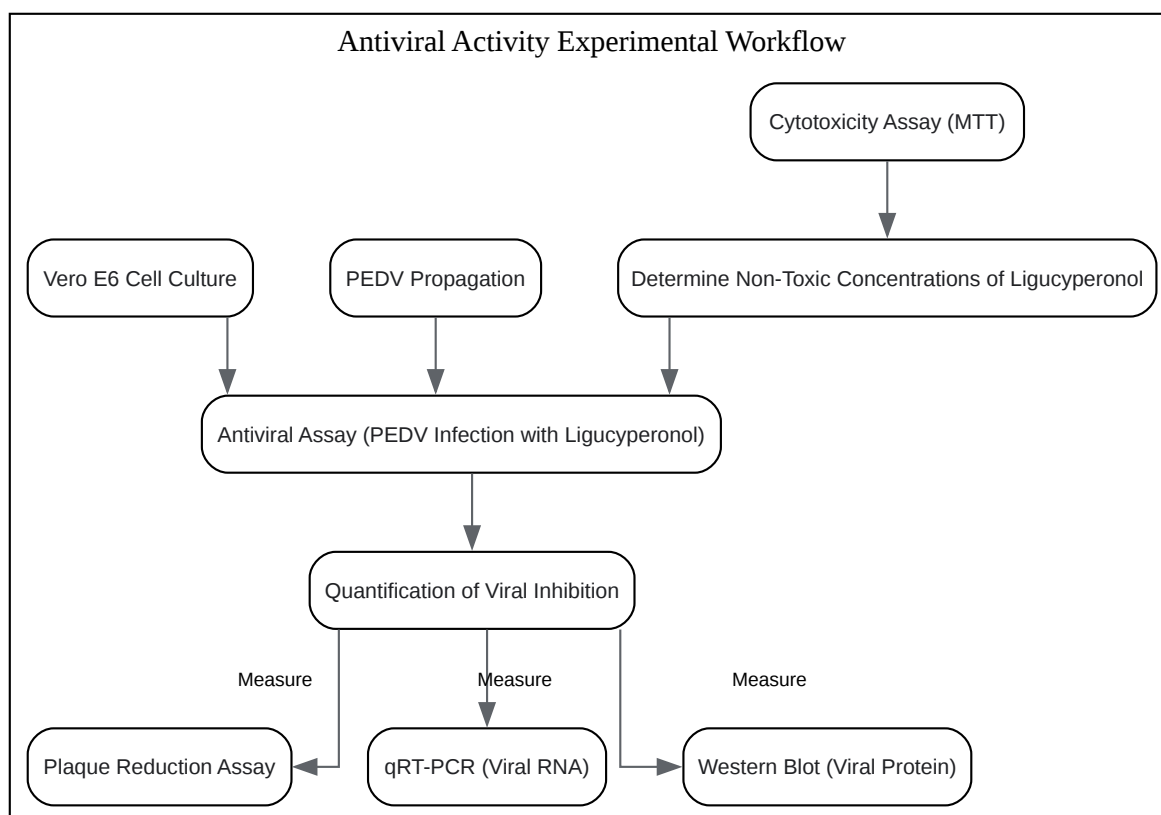 Antiviral Activity Experimental Workflow
Cytotoxicity Assay (MTT)
Vero E6 Cell Culture
PEDV Propagation
Determine Non-Toxic Concentrations of Ligucyperonol
Antiviral Assay (PEDV Infection with Ligucyperonol)
Quantification of Viral Inhibition
Measure
Measure
Measure
Plaque Reduction Assay
qRT-PCR (Viral RNA)
Western Blot (Viral Protein)